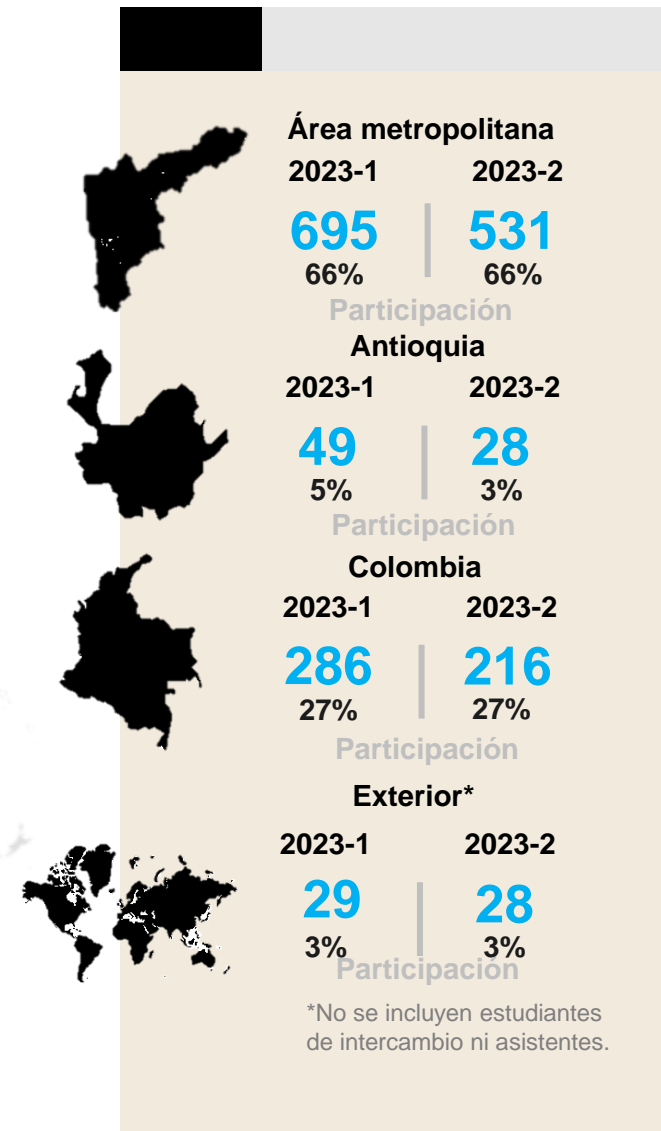 Área metropolitana
2023-1 2023-2
695 531
66% 66%
Participación
Antioquia
2023-1 2023-2
49 28
5% 3%
Participación
Colombia
2023-1 2023-2
286 216
27% 27%
Participación
Exterior*
2023-1 2023-2
29 28
3% 3%
Participación
*No se incluyen estudiantes
de intercambio ni asistentes.